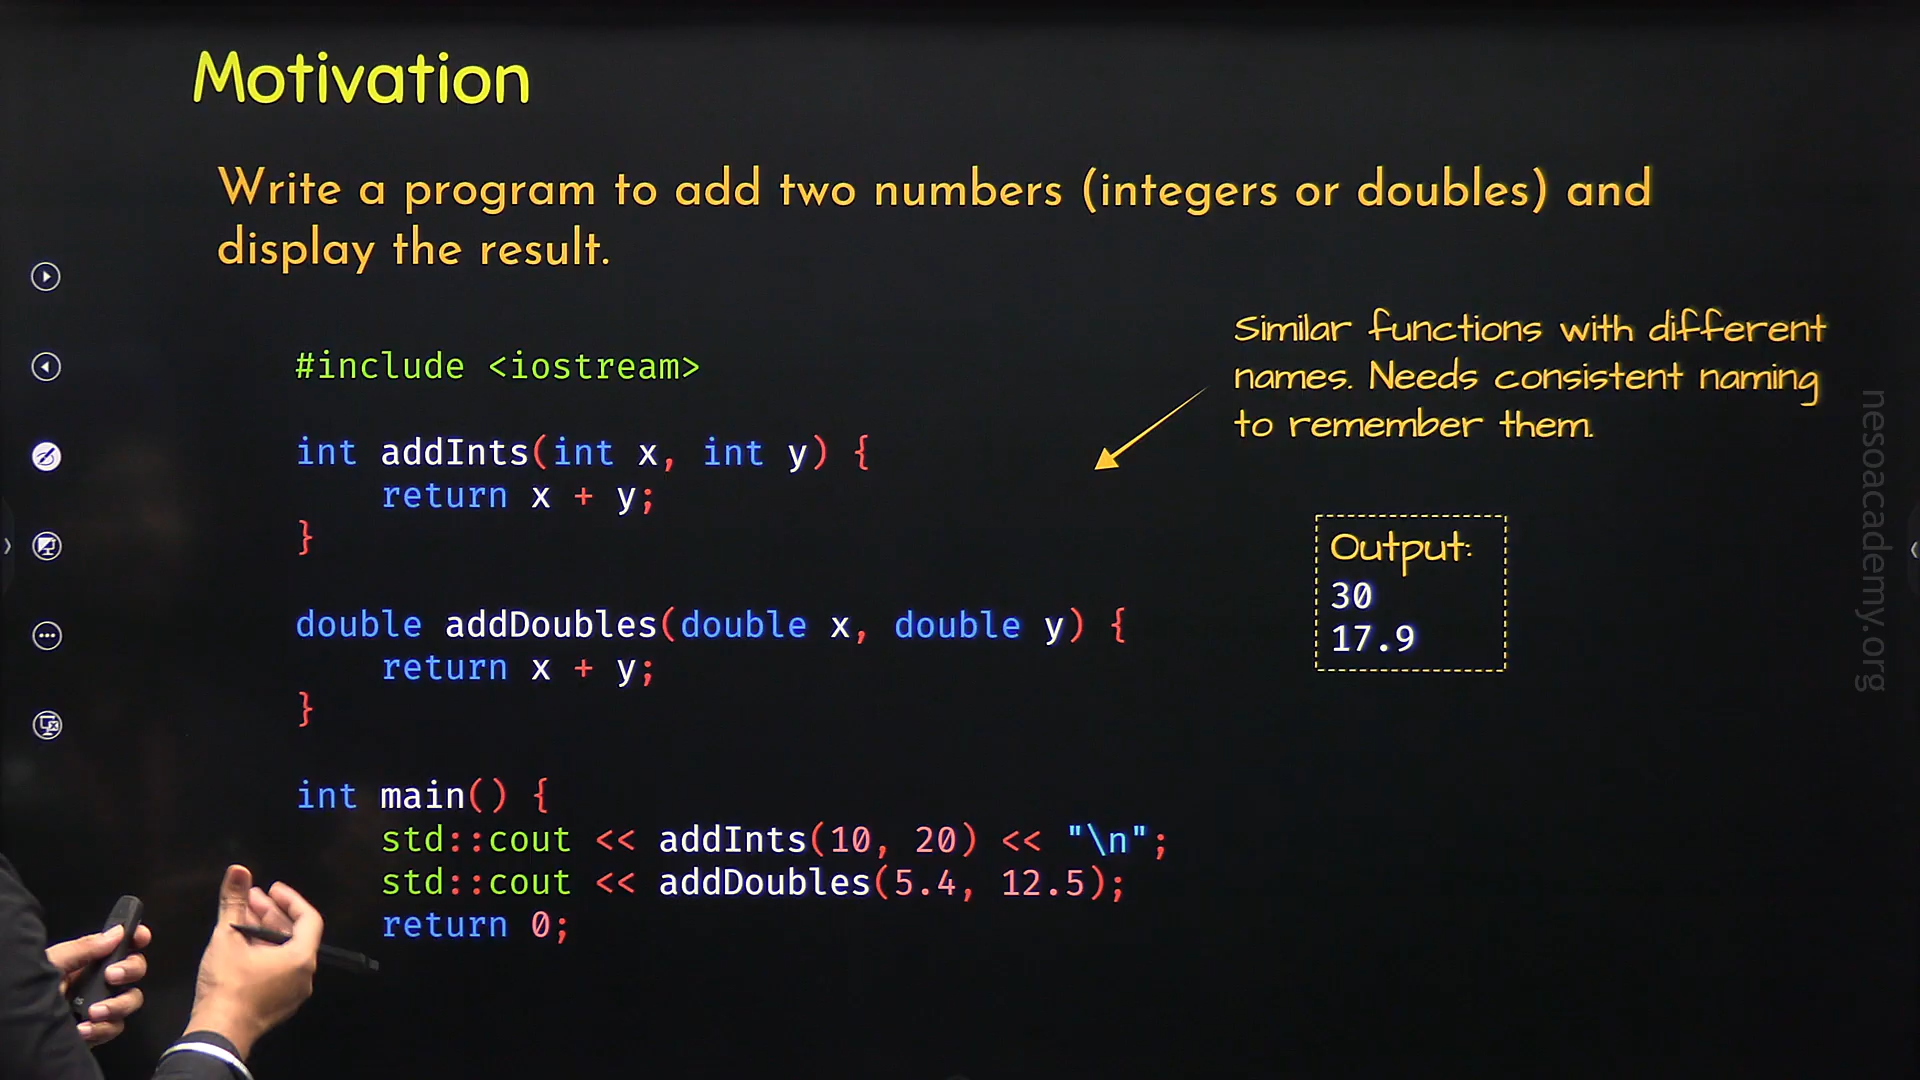 Motivation
Write a program to add two numbers (integers or doubles) and
display the result.
#include <iostream>
int addInts(int x, int y) {
    return x + y;
}
double addDoubles(double x, double y) {
    return x + y;
}
int main() {
    std::cout << addInts(10, 20) << "\n";
    std::cout << addDoubles(5.4, 12.5);
    return 0;
Similar functions with different
names. Needs consistent naming
to remember them.
Output:
30
17.9
nesoacademy.org